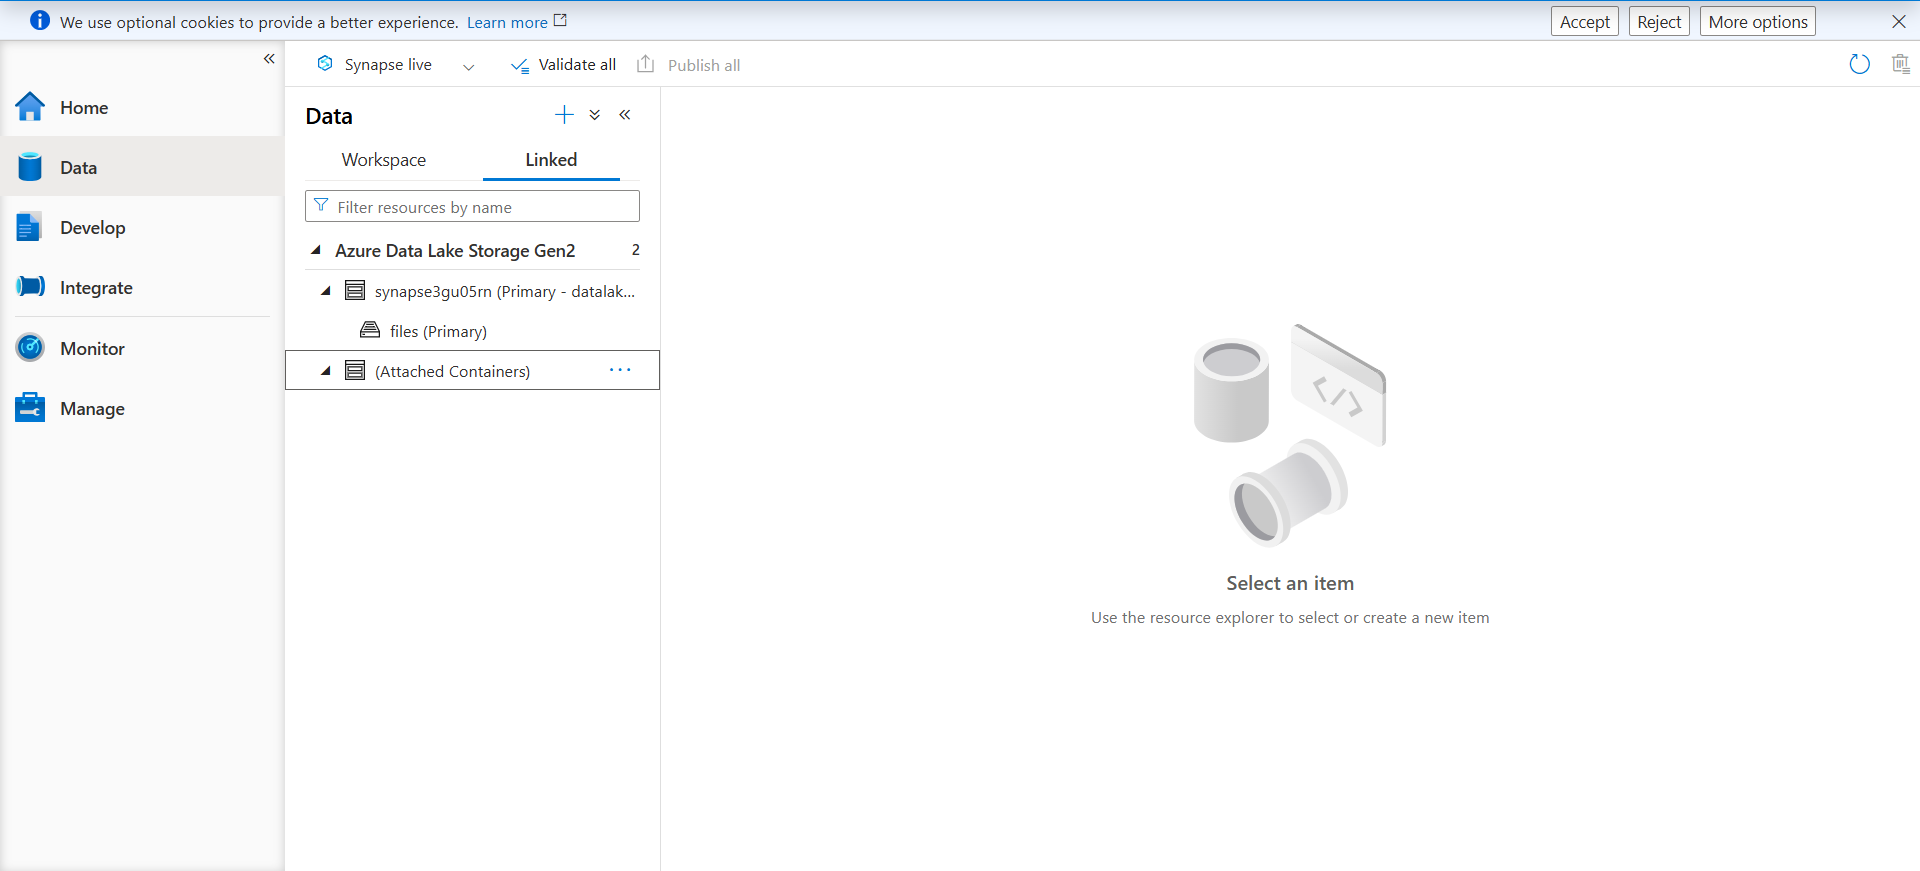 We use optional cookies to provide a better experience. Learn more
Accept
Reject
More options
Synapse live
Validate all
Publish all
Home
Data
Develop
Integrate
Monitor
Manage
Data
Workspace
Linked
Filter resources by name
Azure Data Lake Storage Gen2 2
synapse3gu05rn (Primary - datalak...
files (Primary)
(Attached Containers)
Select an item
Use the resource explorer to select or create a new item